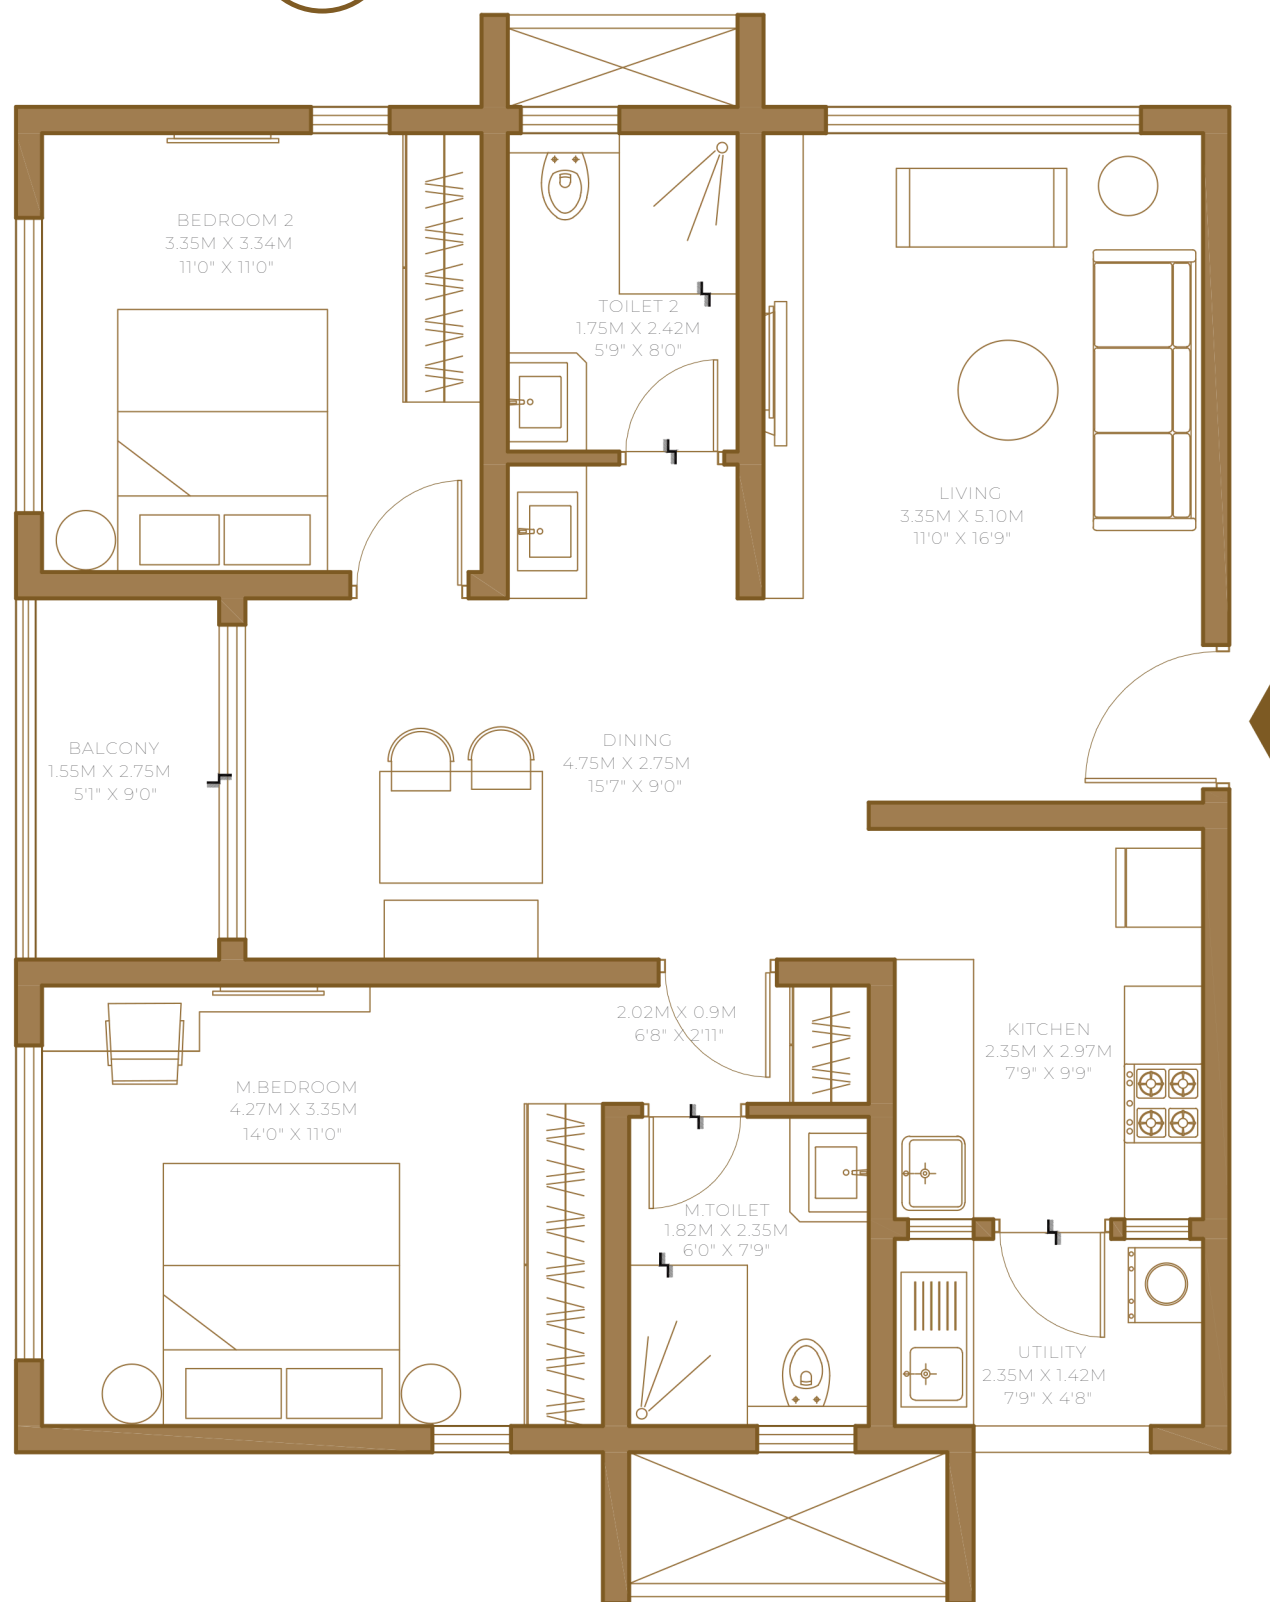 BEDROOM 2
3.35M X 3.34M
11'0" X 11'0"
TOILET 2
1.75M X 2.42M
5'9" X 8'0"
LIVING
3.35M X 5.10M
11'0" X 16'9"
BALCONY
1.55M X 2.75M
5'1" X 9'0"
DINING
4.75M X 2.75M
15'7" X 9'0"
2.02M X 0.9M
6'8" X 2'11"
KITCHEN
2.35M X 2.97M
7'9" X 9'9"
M.BEDROOM
4.27M X 3.35M
14'0" X 11'0"
M.TOILET
1.82M X 2.35M
6'0" X 7'9"
UTILITY
2.35M X 1.42M
7'9" X 4'8"